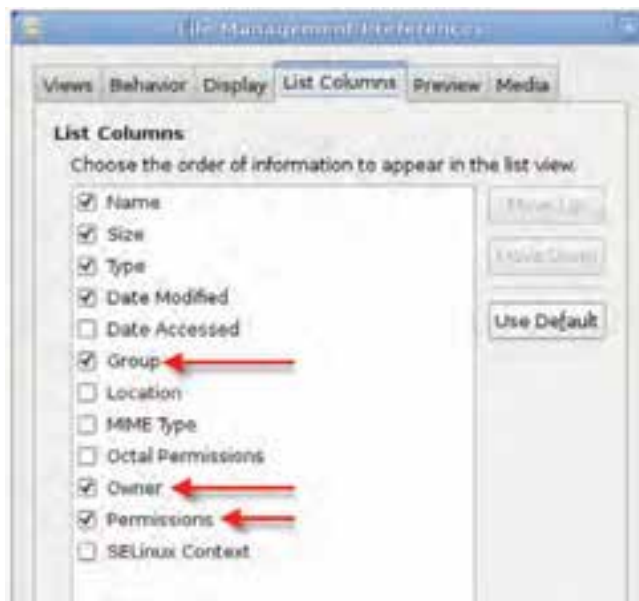 File Management Preferences
Views Behavior Display List Columns Preview Media
List Columns
Choose the order of information to appear in the list view.
Name
Move Up
Size
Type
Move Down
Date Modified
Date Accessed
Use Default
Group
Location
MIME Type
Octal Permissions
Owner
Permissions
SELinux Context